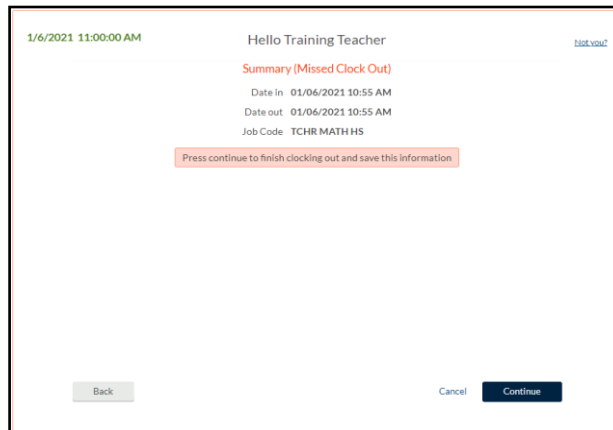 1/6/2021 11:00:00 AM
Hello Training Teacher
Not you?
Summary (Missed Clock Out)
Date in 01/06/2021 10:55 AM
Date out 01/06/2021 10:55 AM
Job Code TCHR MATH HS
Press continue to finish clocking out and save this information
Back
Cancel
Continue